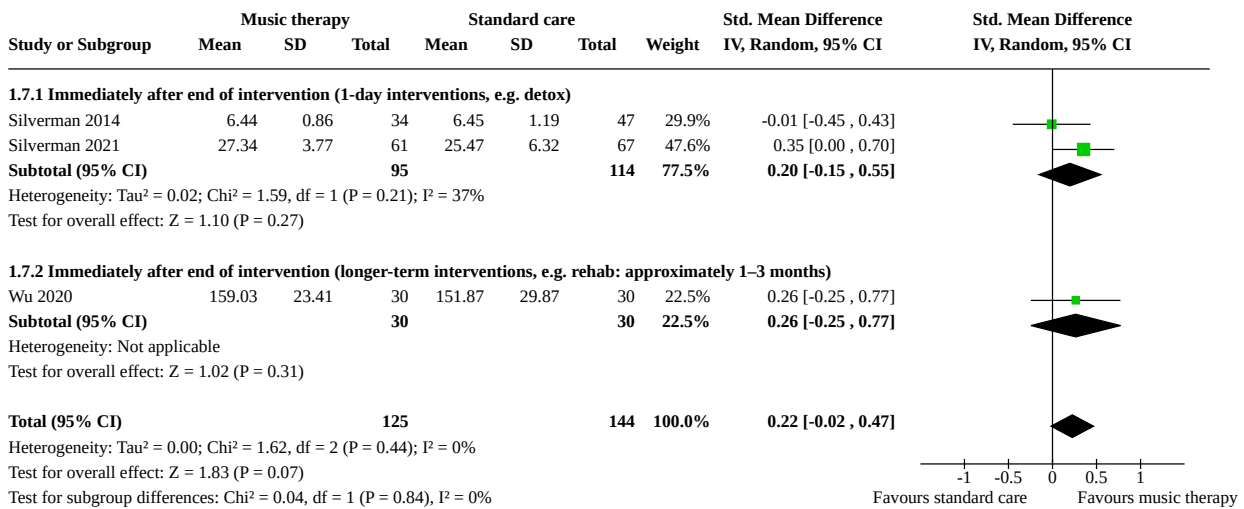 Music therapy Standard care Std. Mean Difference Std. Mean Difference
Study or Subgroup Mean SD Total Mean SD Total Weight IV, Random, 95% CI IV, Random, 95% CI
1.7.1 Immediately after end of intervention (1-day interventions, e.g. detox)
Silverman 2014 6.44 0.86 34 6.45 1.19 47 29.9% -0.01 [-0.45 , 0.43]
Silverman 2021 27.34 3.77 61 25.47 6.32 67 47.6% 0.35 [0.00 , 0.70]
Subtotal (95% CI) 95 114 77.5% 0.20 [-0.15 , 0.55]
Heterogeneity: Tau² = 0.02; Chi² = 1.59, df = 1 (P = 0.21); I² = 37%
Test for overall effect: Z = 1.10 (P = 0.27)
1.7.2 Immediately after end of intervention (longer-term interventions, e.g. rehab: approximately 1–3 months)
Wu 2020 159.03 23.41 30 151.87 29.87 30 22.5% 0.26 [-0.25 , 0.77]
Subtotal (95% CI) 30 30 22.5% 0.26 [-0.25 , 0.77]
Heterogeneity: Not applicable
Test for overall effect: Z = 1.02 (P = 0.31)
Total (95% CI) 125 144 100.0% 0.22 [-0.02 , 0.47]
Heterogeneity: Tau² = 0.00; Chi² = 1.62, df = 2 (P = 0.44); I² = 0%
Test for overall effect: Z = 1.83 (P = 0.07)
Test for subgroup differences: Chi² = 0.04, df = 1 (P = 0.84), I² = 0%
-1 -0.5 0 0.5 1
Favours standard care Favours music therapy